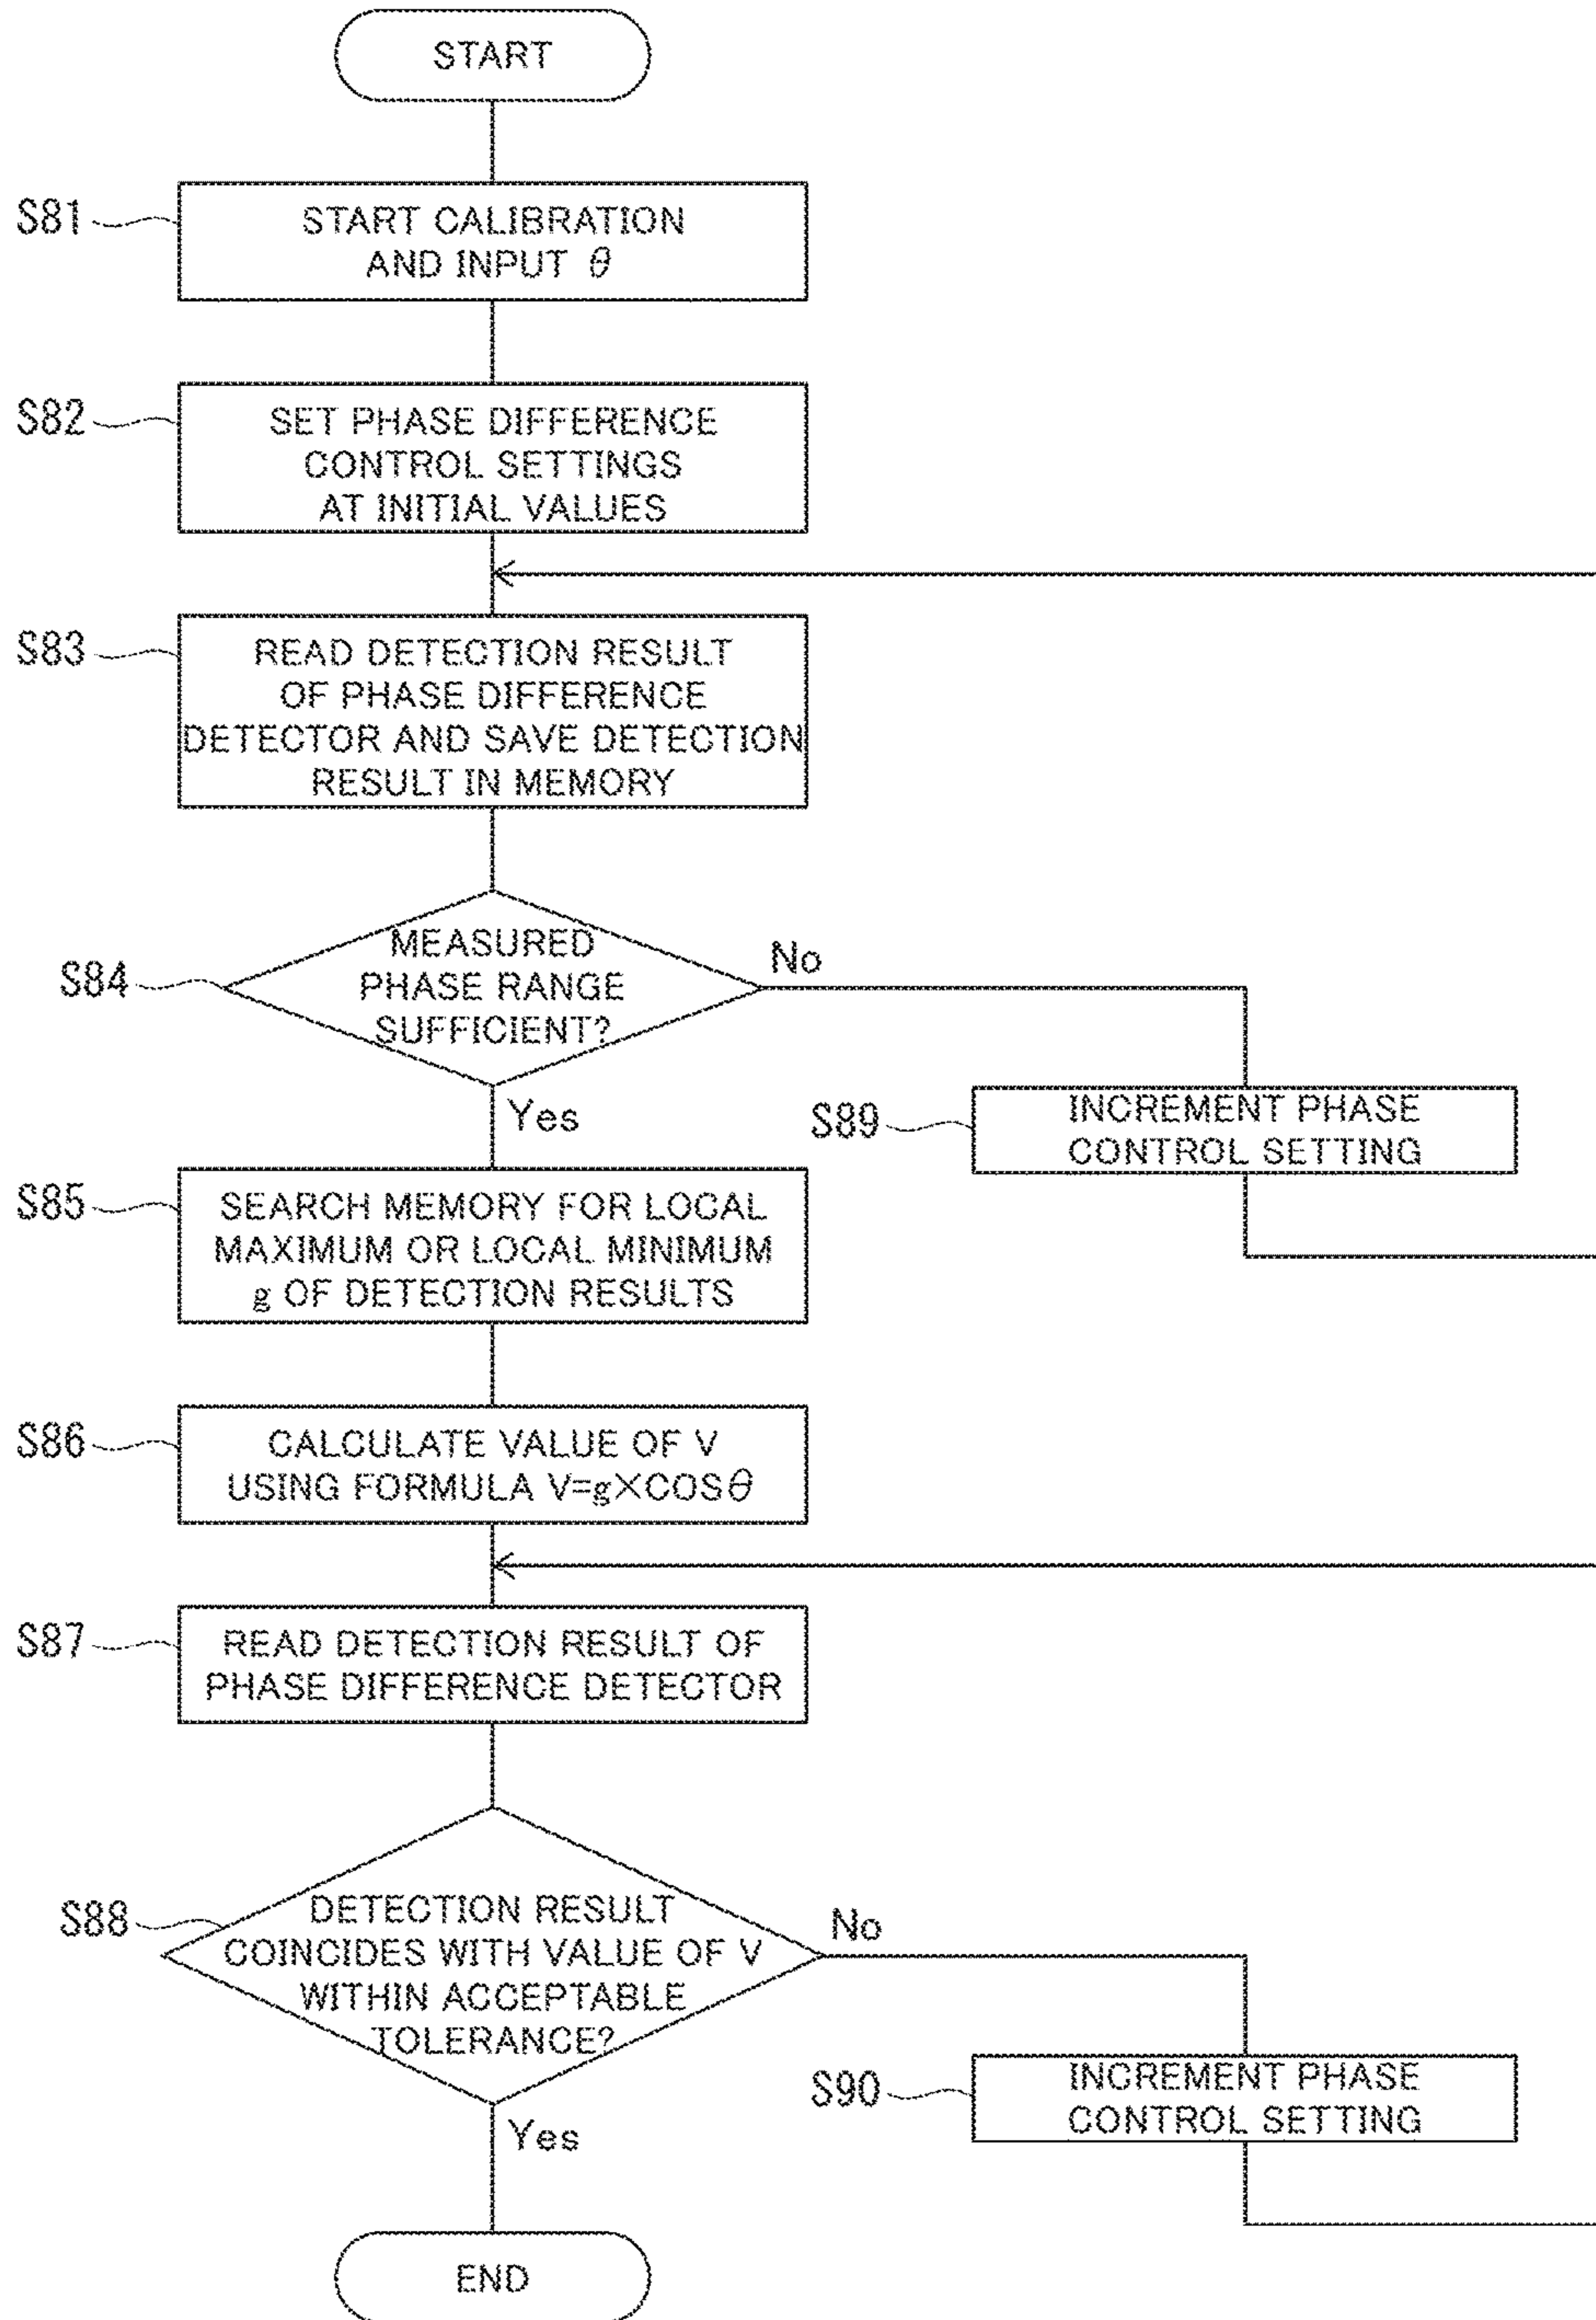 START
S81
START CALIBRATION
AND INPUT θ
S82
SET PHASE DIFFERENCE
CONTROL SETTINGS
AT INITIAL VALUES
S83
READ DETECTION RESULT
OF PHASE DIFFERENCE
DETECTOR AND SAVE DETECTION
RESULT IN MEMORY
S84
MEASURED
PHASE RANGE
SUFFICIENT?
No
Yes
S89
INCREMENT PHASE
CONTROL SETTING
S85
SEARCH MEMORY FOR LOCAL
MAXIMUM OR LOCAL MINIMUM
g OF DETECTION RESULTS
S86
CALCULATE VALUE OF V
USING FORMULA V=g×COSθ
S87
READ DETECTION RESULT OF
PHASE DIFFERENCE DETECTOR
S88
DETECTION RESULT
COINCIDES WITH VALUE OF V
WITHIN ACCEPTABLE
TOLERANCE?
No
Yes
S90
INCREMENT PHASE
CONTROL SETTING
END